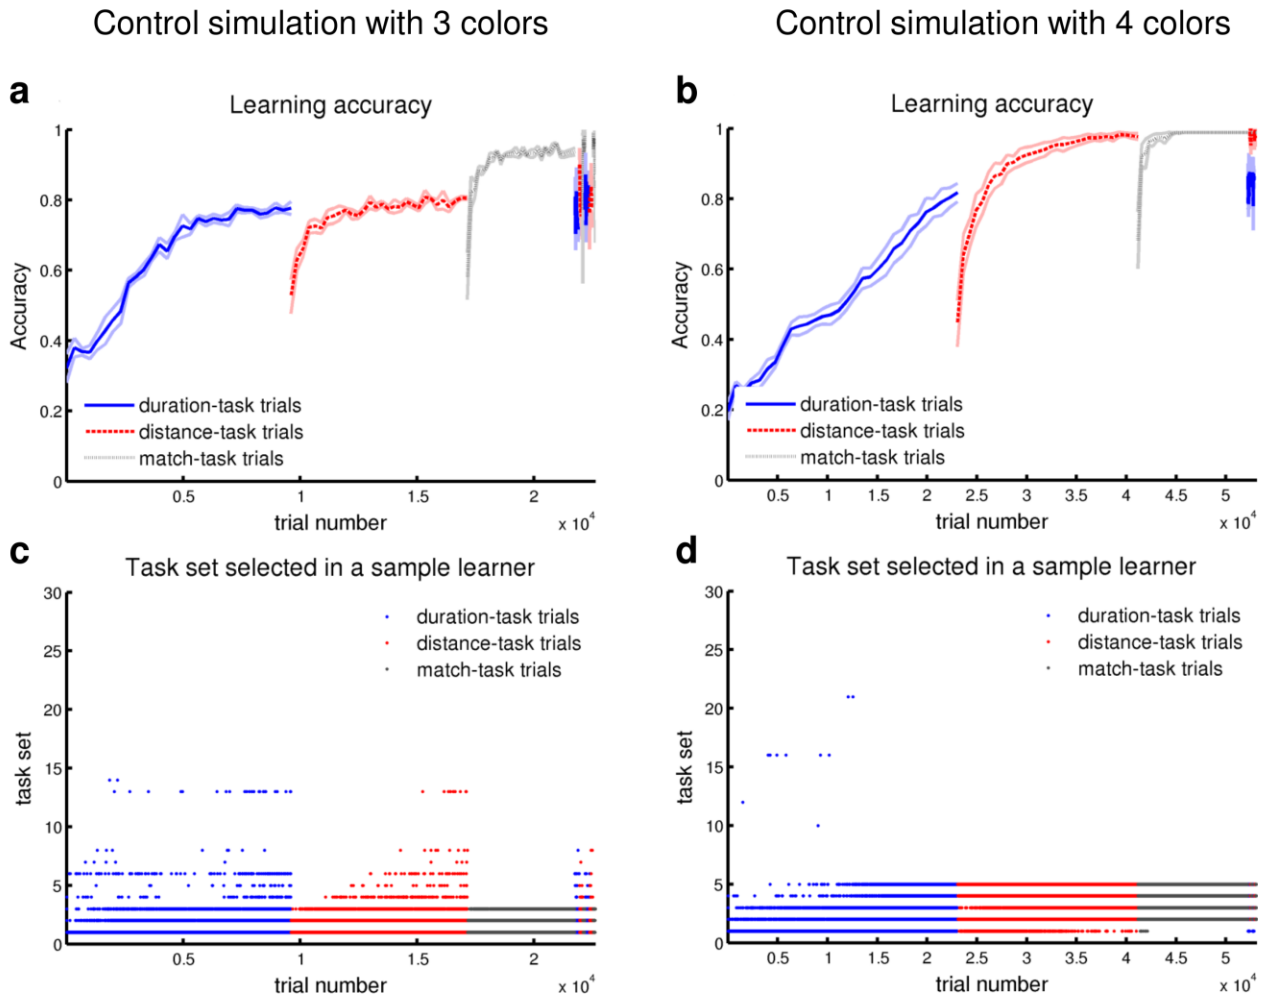 Control simulation with 3 colors
Control simulation with 4 colors
a
Learning accuracy
1
0.8
0.6
0.4
0.2
0
Accuracy
duration-task trials
distance-task trials
match-task trials
0.5
1
1.5
2
trial number
x 10^4
b
Learning accuracy
1
0.8
0.6
0.4
0.2
0
Accuracy
duration-task trials
distance-task trials
match-task trials
0.5
1
1.5
2
2.5
3
3.5
4
4.5
5
trial number
x 10^4
c
Task set selected in a sample learner
30
25
20
15
10
5
0
task set
duration-task trials
distance-task trials
match-task trials
0.5
1
1.5
2
trial number
x 10^4
d
Task set selected in a sample learner
30
25
20
15
10
5
0
task set
duration-task trials
distance-task trials
match-task trials
0.5
1
1.5
2
2.5
3
3.5
4
4.5
5
trial number
x 10^4